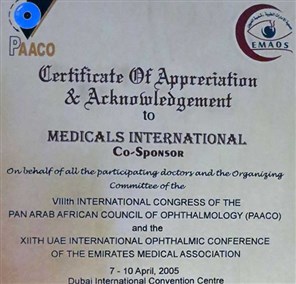 PAACO
EMAOS
Certificate Of Appreciation
& Acknowledgement
to
MEDICALS INTERNATIONAL
Co-Sponsor
On behalf of all the participating doctors and the Organizing
Committee of the
VIIIth INTERNATIONAL CONGRESS OF THE
PAN ARAB AFRICAN COUNCIL OF OPHTHALMOLOGY (PAACO)
and the
XIITH UAE INTERNATIONAL OPHTHALMIC CONFERENCE
OF THE EMIRATES MEDICAL ASSOCIATION
7 - 10 April, 2005
Dubai International Convention Centre